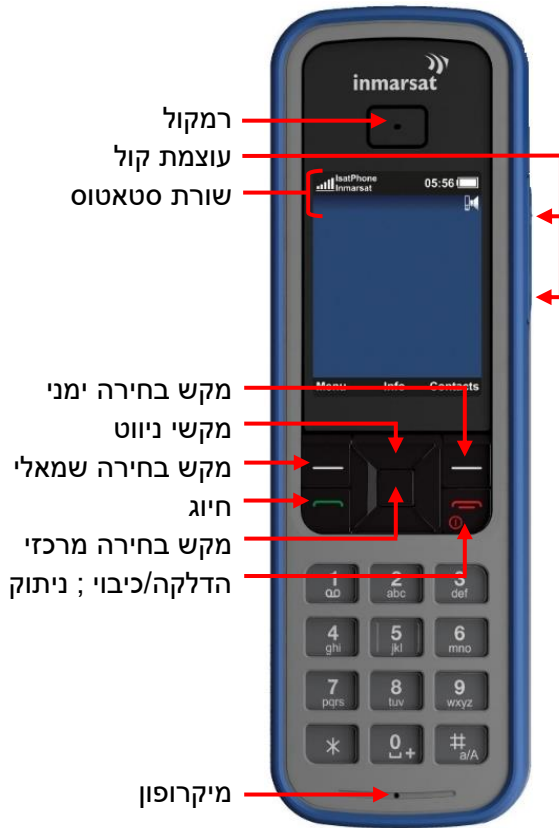 inmarsat
רמקול
עוצמת קול
שורת סטאטוס
IsatPhone 05:56
Inmarsat
Menu Info Contacts
מקש בחירה ימני
מקשי ניווט
מקש בחירה שמאלי
חיוג
מקש בחירה מרכזי
הדלקה/כיבוי ; ניתוק
1 2 abc 3 def
4 ghi 5 jkl 6 mno
7 pqrs 8 tuv 9 wxyz
* 0 + # a/A
מיקרופון